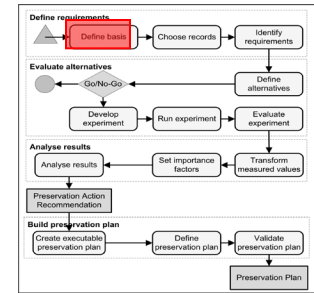 Define requirements
Define basis
Choose records
Identify
requirements
Evaluate alternatives
Go/No-Go
Define
alternatives
Develop
experiment
Run experiment
Evaluate
experiment
Analyse results
Analyse results
Set importance
factors
Transform
measured values
Preservation Action
Recommendation
Build preservation plan
Create executable
preservation plan
Define
preservation plan
Validate
preservation plan
Preservation Plan